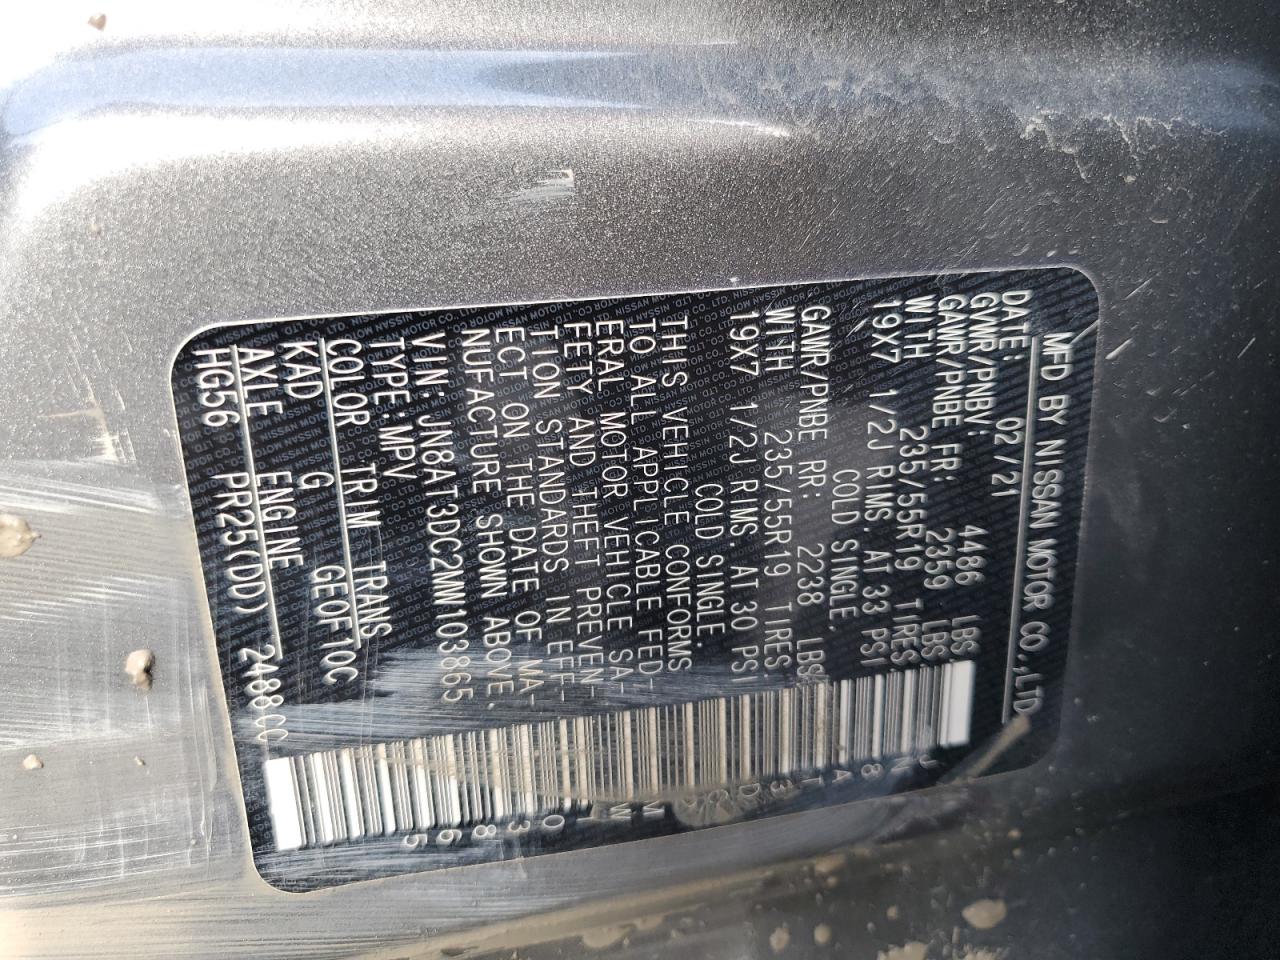 MFD BY NISSAN MOTOR CO.,LTD
DATE: 02/21
GVWR/PNBV: 4486 LBS
GAWR/PNBE FR: 2359 LBS
WITH 235/55R19 TIRES
19X7 1/2J RIMS AT 33 PSI
COLD SINGLE.
GAWR/PNBE RR: 2238 LBS
WITH 235/55R19 TIRES.
19X7 1/2J RIMS AT 30 PSI
COLD SINGLE.
THIS VEHICLE CONFORMS
TO ALL APPLICABLE FED-
ERAL MOTOR VEHICLE SA-
FETY AND THEFT PREVEN-
TION STANDARDS IN EFF-
ECT ON THE DATE OF MA-
NUFACTURE SHOWN ABOVE.
VIN: JN8AT3DC2MW103865
TYPE: MPV
COLOR TRIM TRANS
KAD G GE0F10C
AXLE ENGINE
HG56 PR25(DD) 2488CC
JN8AT3DC2MW103865